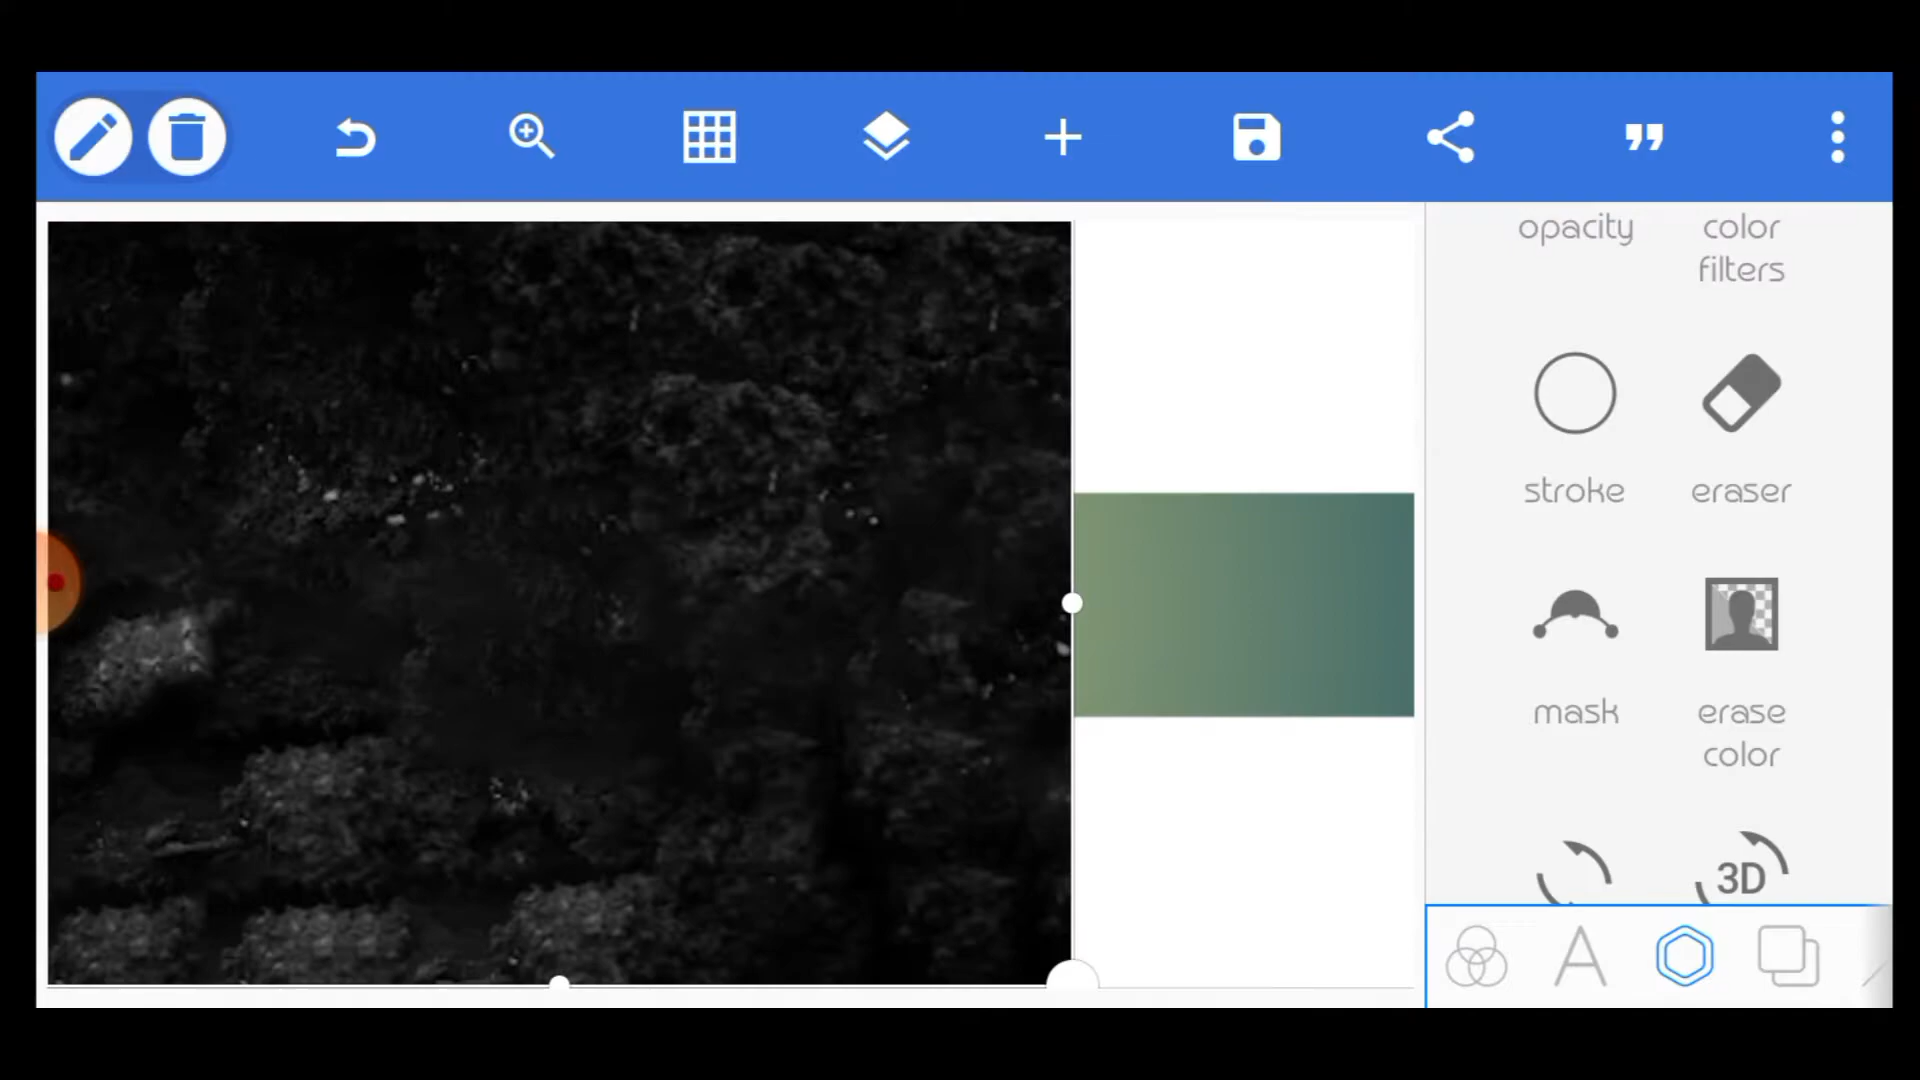 opacity
color
filters
stroke
eraser
mask
erase
color
3D
A